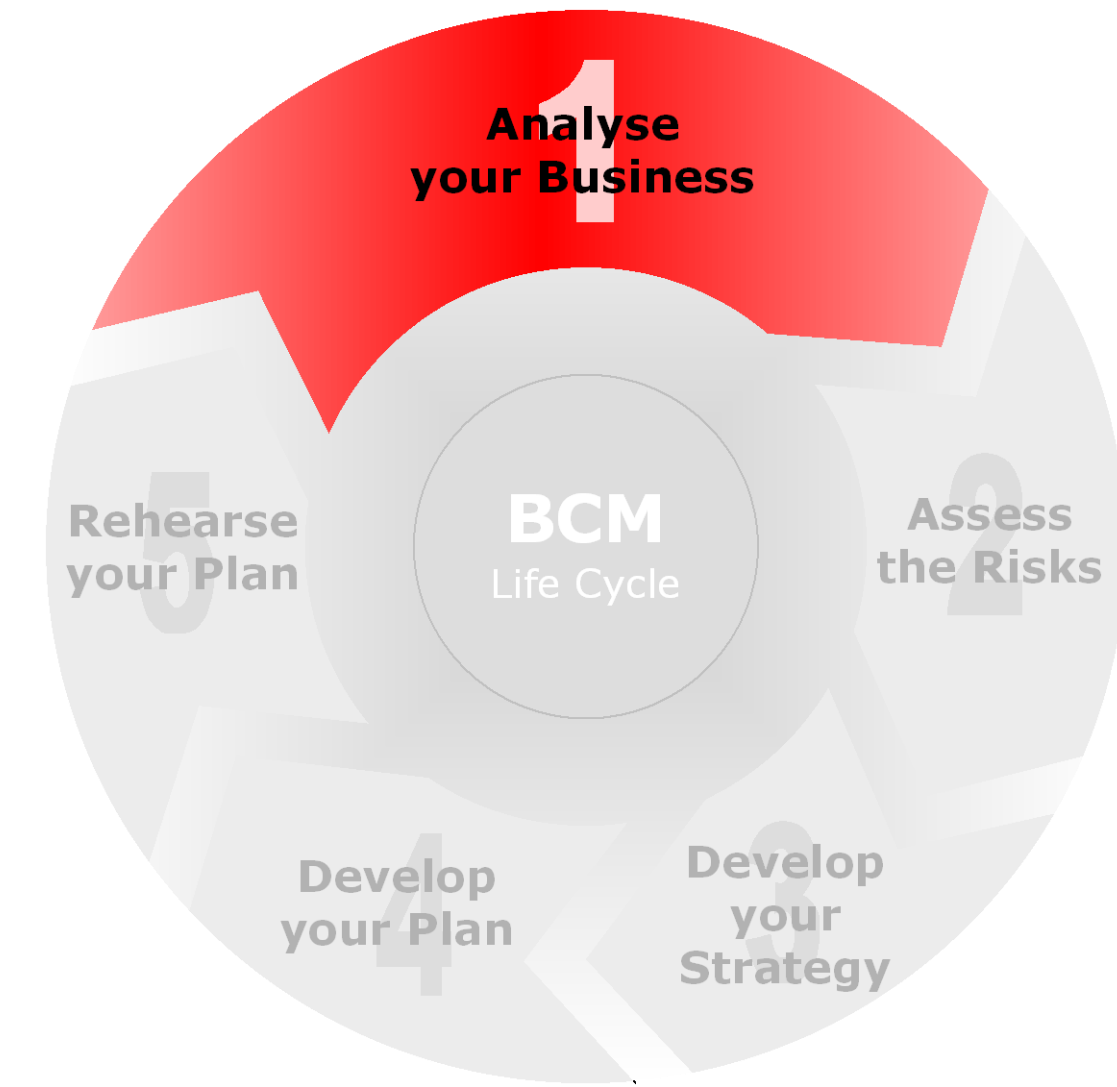 1
Analyse
your Business
2
Assess
the Risks
3
Develop
your
Strategy
4
Develop
your Plan
5
Rehearse
your Plan
BCM
Life Cycle